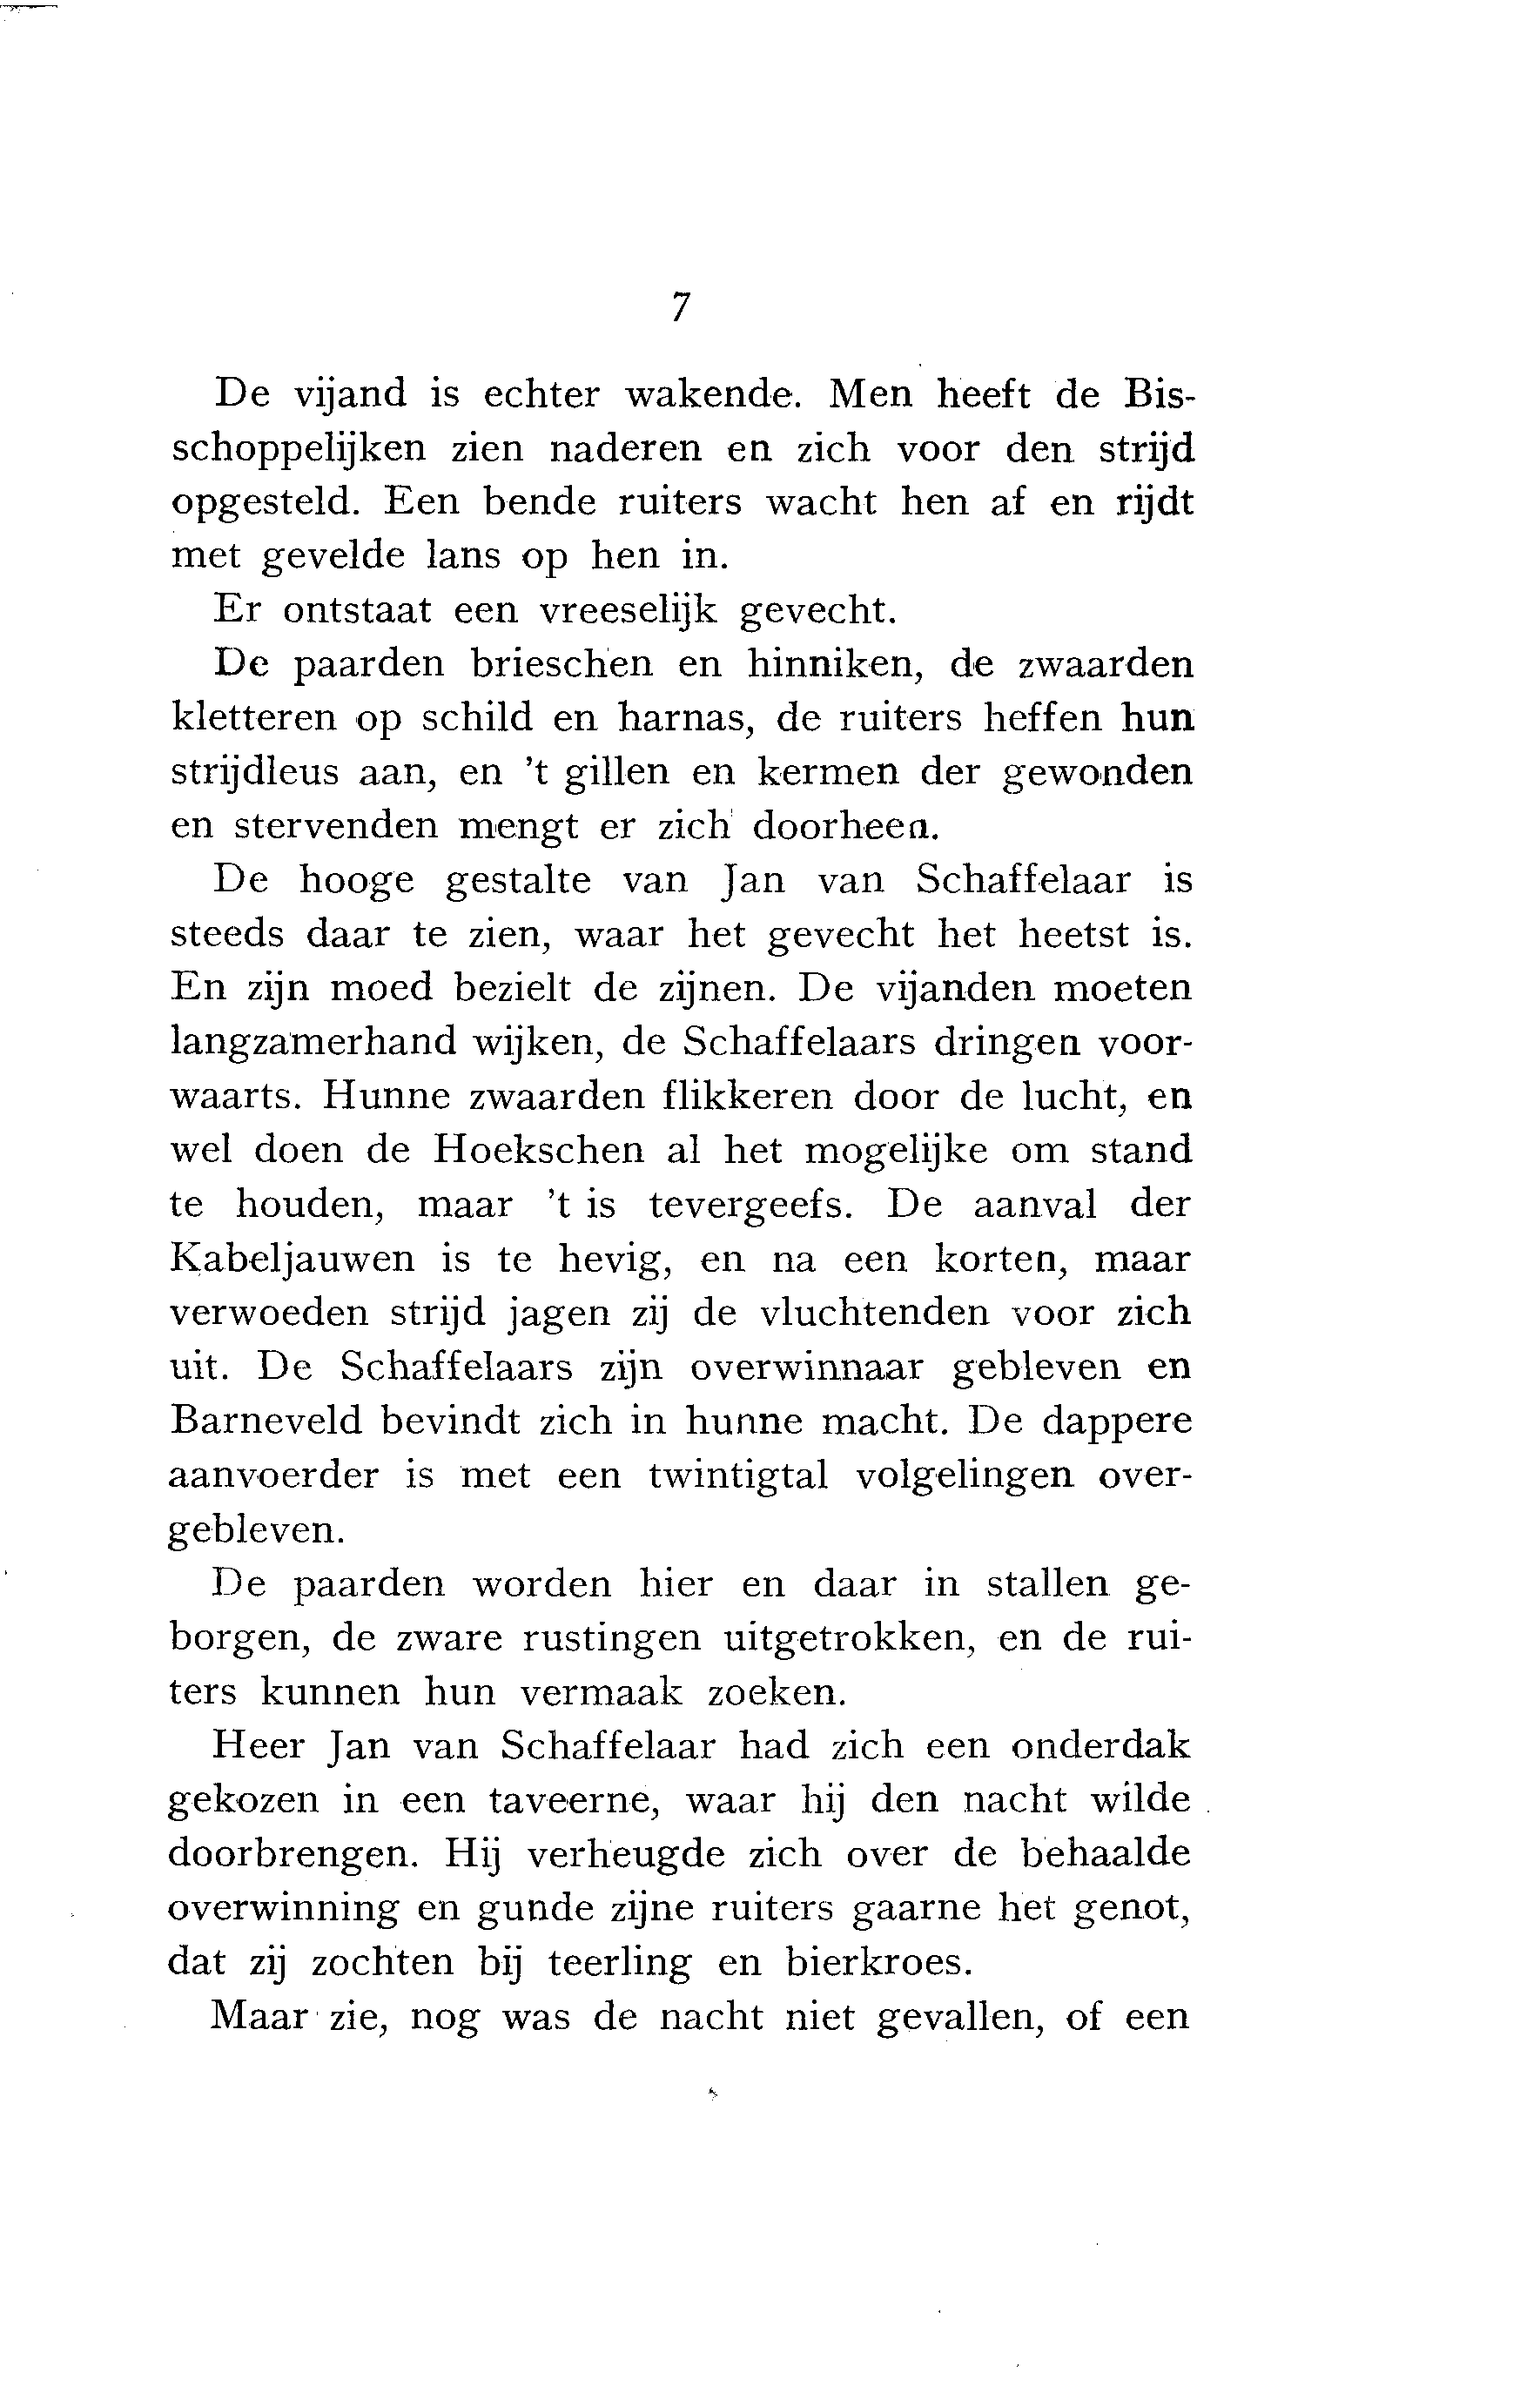 7
De vijand is echter wakende. Men heeft de Bis-
schoppelijken zien naderen en zich voor den strijd
opgesteld. Een bende ruiters wacht hen af en rijdt
met gevelde lans op hen in.
Er ontstaat een vreeselijk gevecht.
De paarden brieschen en hinniken, de zwaarden
kletteren op schild en harnas, de ruiters heffen hun
strijdleus aan, en 't gillen en kermen der gewonden
en stervenden mengt er zich doorheen.
De hooge gestalte van Jan van Schaffelaar is
steeds daar te zien, waar het gevecht het heetst is.
En zijn moed bezielt de zijnen. De vijanden moeten
langzamerhand wijken, de Schaffelaars dringen voor-
waarts. Hunne zwaarden flikkeren door de lucht, en
wel doen de Hoekschen al het mogelijke om stand
te houden, maar 't is tevergeefs. De aanval der
Kabeljauwen is te hevig, en na een korten, maar
verwoeden strijd jagen zij de vluchtenden voor zich
uit. De Schaffelaars zijn overwinnaar gebleven en
Barneveld bevindt zich in hunne macht. De dappere
aanvoerder is met een twintigtal volgelingen over-
gebleven.
De paarden worden hier en daar in stallen ge-
borgen, de zware rustingen uitgetrokken, en de rui-
ters kunnen hun vermaak zoeken.
Heer Jan van Schaffelaar had zich een onderdak
gekozen in een taveerne, waar hij den nacht wilde
doorbrengen. Hij verheugde zich over de behaalde
overwinning en gunde zijne ruiters gaarne het genot,
dat zij zochten bij teerling en bierkroes.
Maar zie, nog was de nacht niet gevallen, of een